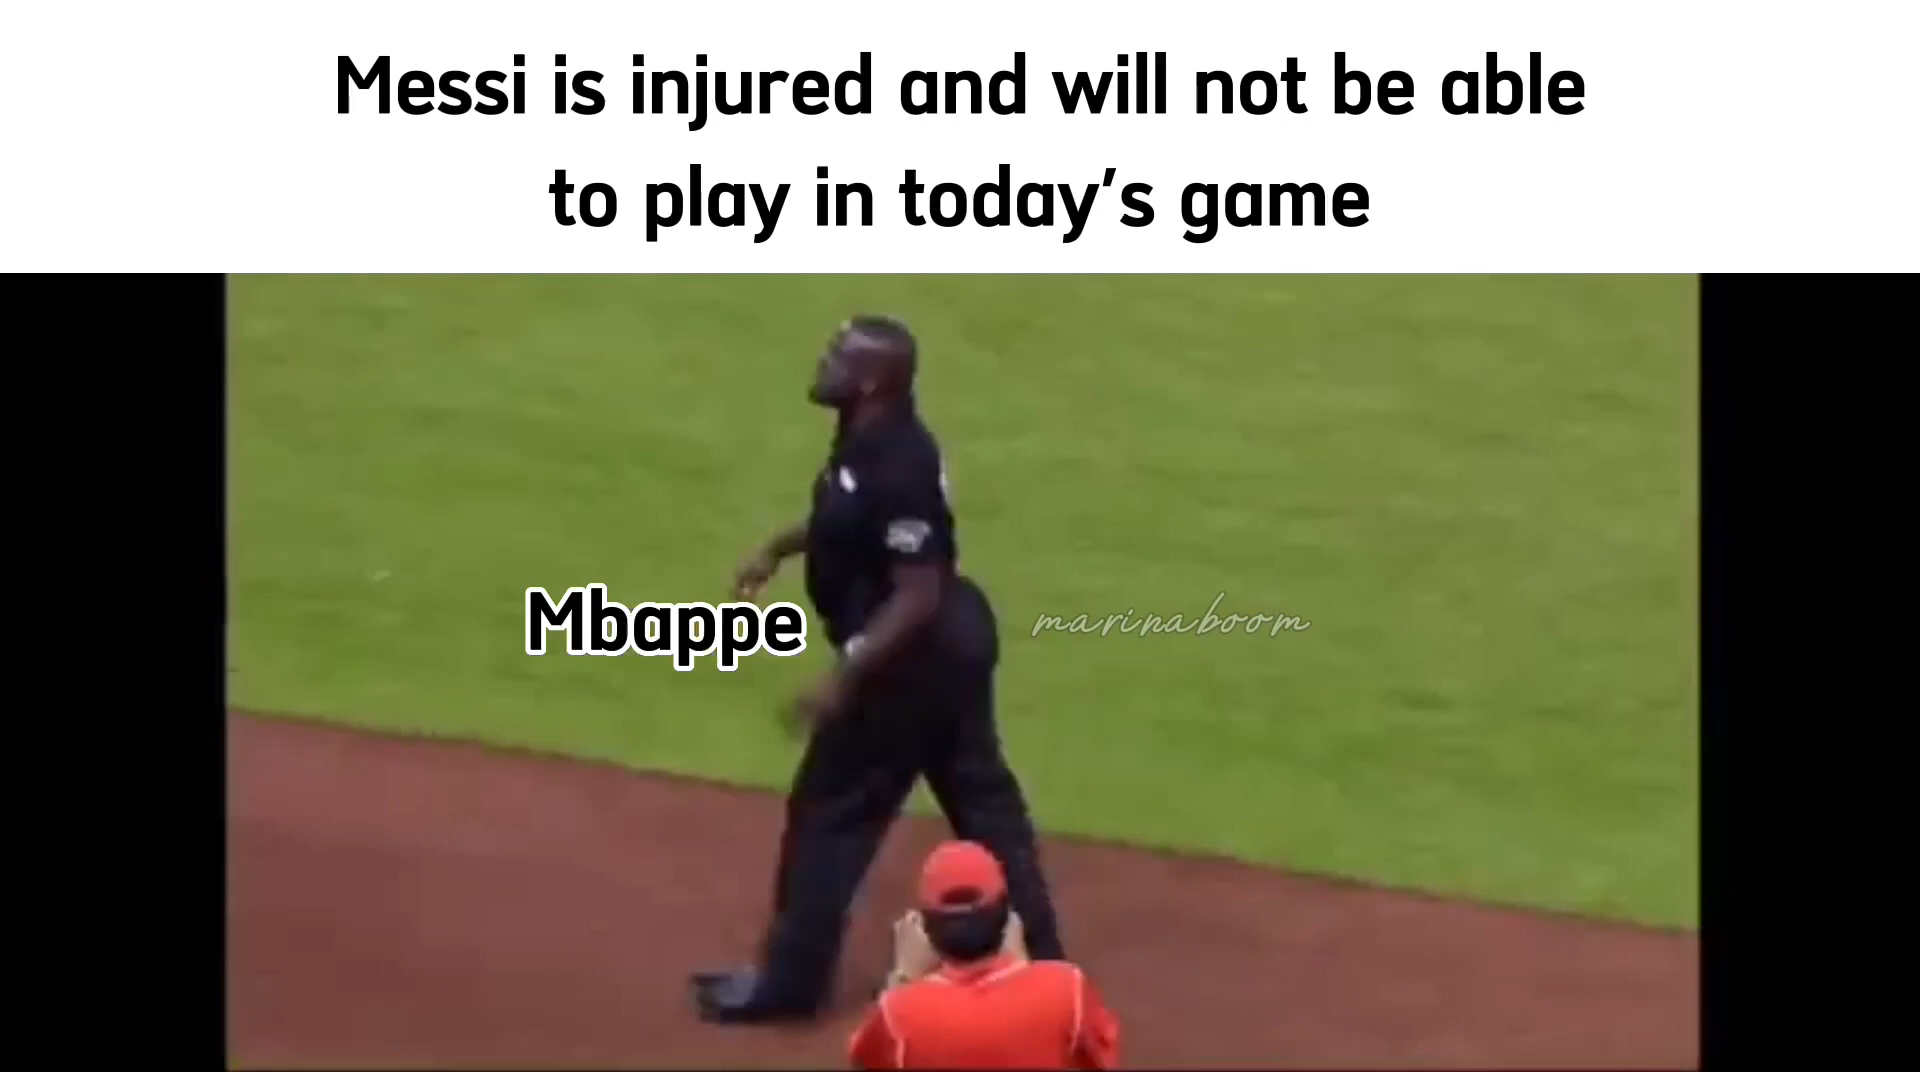 Messi is injured and will not be able
to play in today's game
Mbappe
marinaboom